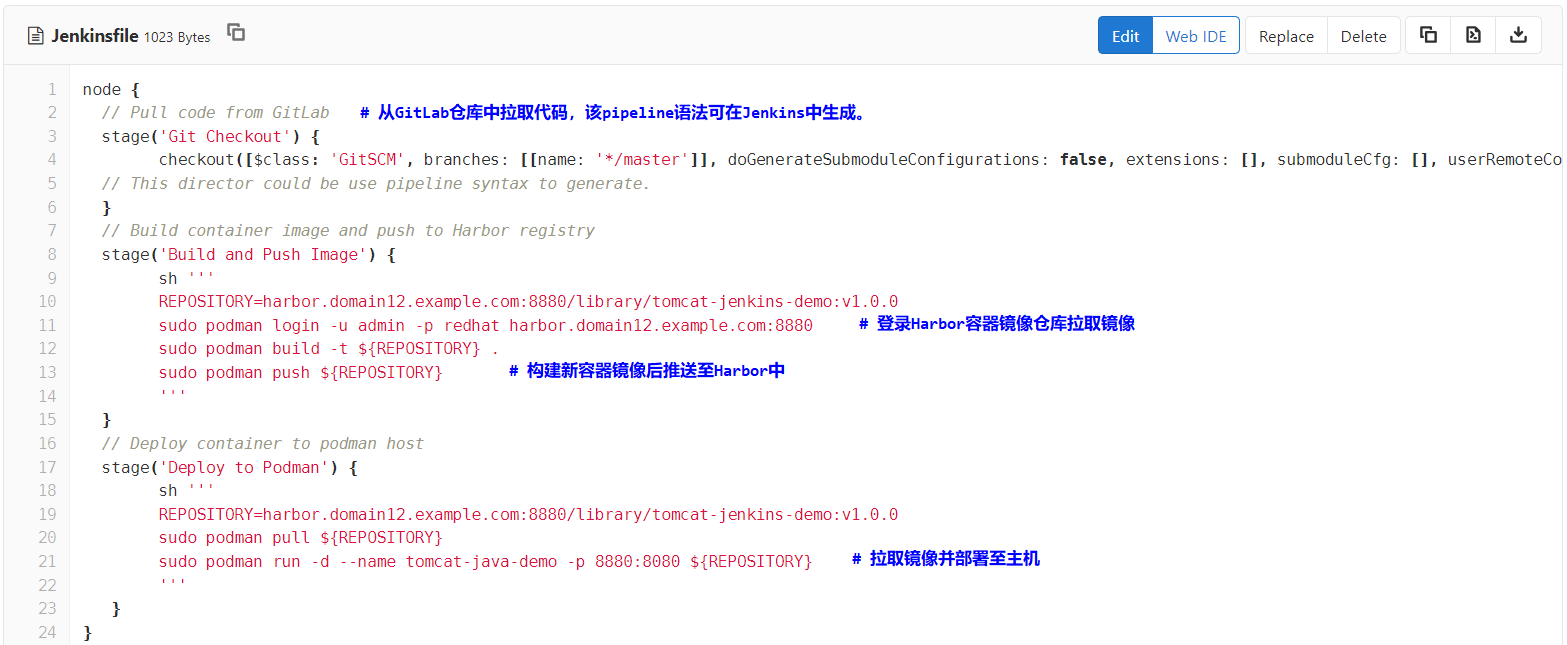 Jenkinsfile 1023 Bytes Edit Web IDE Replace Delete
1 node {
2 // Pull code from GitLab # 从GitLab仓库中拉取代码，该pipeline语法可在Jenkins中生成。
3 stage('Git Checkout') {
4 checkout([$class: 'GitSCM', branches: [[name: '*/master']], doGenerateSubmoduleConfigurations: false, extensions: [], submoduleCfg: [], userRemoteCo
5 // This director could be use pipeline syntax to generate.
6 }
7 // Build container image and push to Harbor registry
8 stage('Build and Push Image') {
9 sh '''
10 REPOSITORY=harbor.domain12.example.com:8880/library/tomcat-jenkins-demo:v1.0.0
11 sudo podman login -u admin -p redhat harbor.domain12.example.com:8880 # 登录Harbor容器镜像仓库拉取镜像
12 sudo podman build -t ${REPOSITORY} .
13 sudo podman push ${REPOSITORY} # 构建新容器镜像后推送至Harbor中
14 '''
15 }
16 // Deploy container to podman host
17 stage('Deploy to Podman') {
18 sh '''
19 REPOSITORY=harbor.domain12.example.com:8880/library/tomcat-jenkins-demo:v1.0.0
20 sudo podman pull ${REPOSITORY}
21 sudo podman run -d --name tomcat-java-demo -p 8880:8080 ${REPOSITORY} # 拉取镜像并部署至主机
22 '''
23 }
24 }